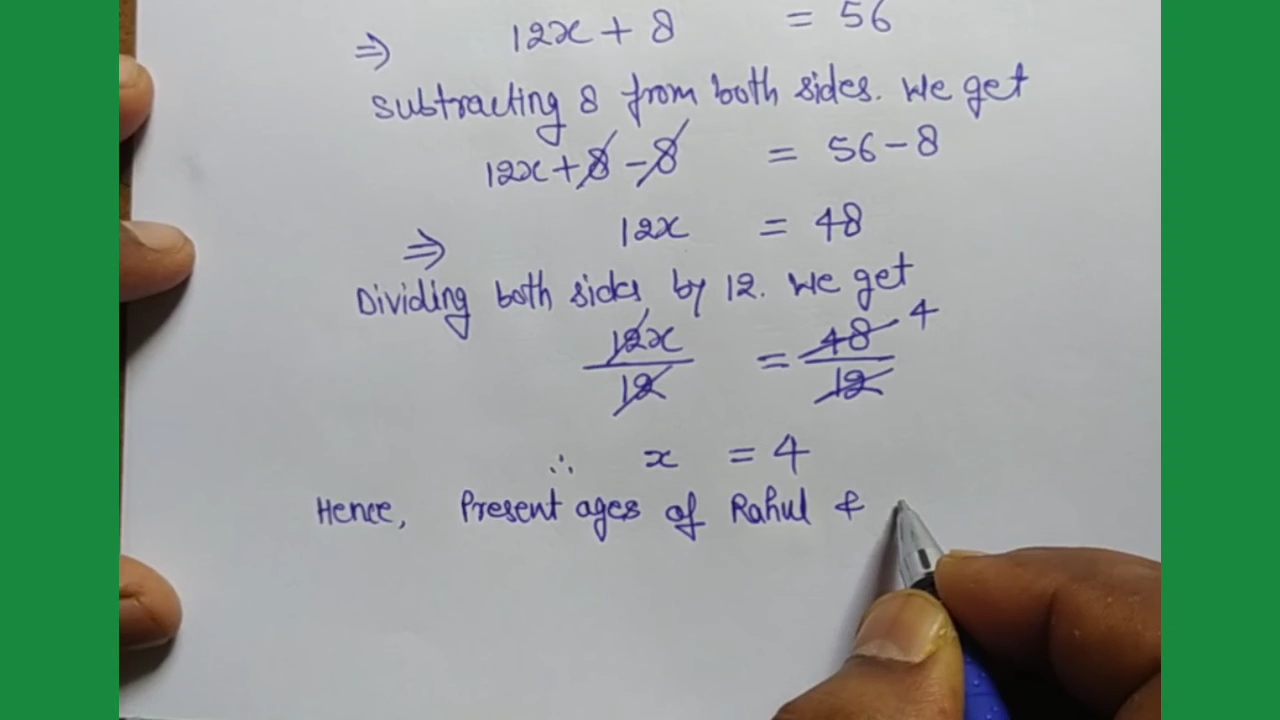 ⇒ 12x + 8 = 56
Subtracting 8 from both sides. We get
12x + 8 - 8 = 56 - 8
⇒ 12x = 48
Dividing both sides by 12. We get
12x/12 = 48/12 4
∴ x = 4
Hence, Present ages of Rahul &